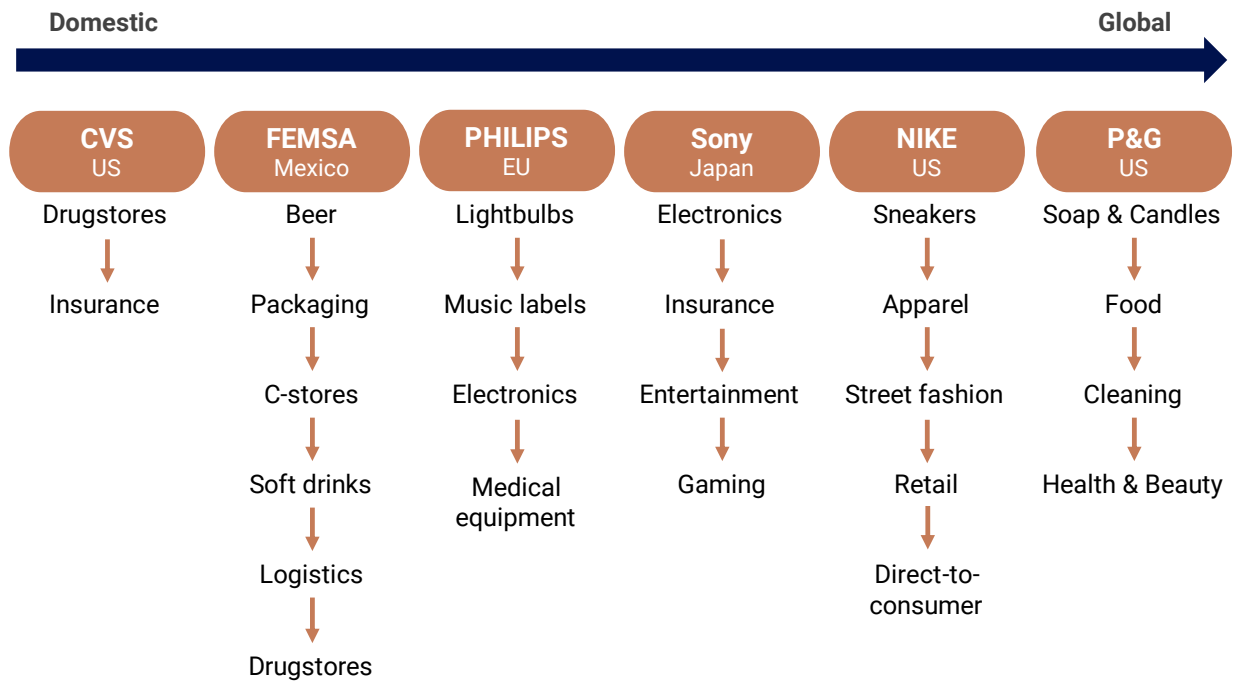 Domestic
Global
CVS
US
FEMSA
Mexico
PHILIPS
EU
Sony
Japan
NIKE
US
P&G
US
Drugstores
Insurance
Beer
Packaging
C-stores
Soft drinks
Logistics
Drugstores
Lightbulbs
Music labels
Electronics
Medical
equipment
Electronics
Insurance
Entertainment
Gaming
Sneakers
Apparel
Street fashion
Retail
Direct-to-
consumer
Soap & Candles
Food
Cleaning
Health & Beauty